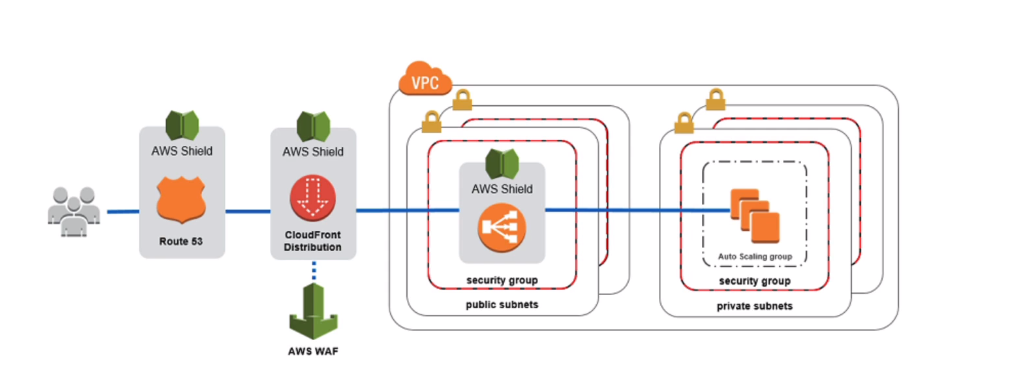 VPC
AWS Shield
Route 53
AWS Shield
CloudFront
Distribution
AWS WAF
AWS Shield
security group
public subnets
Auto Scaling group
security group
private subnets